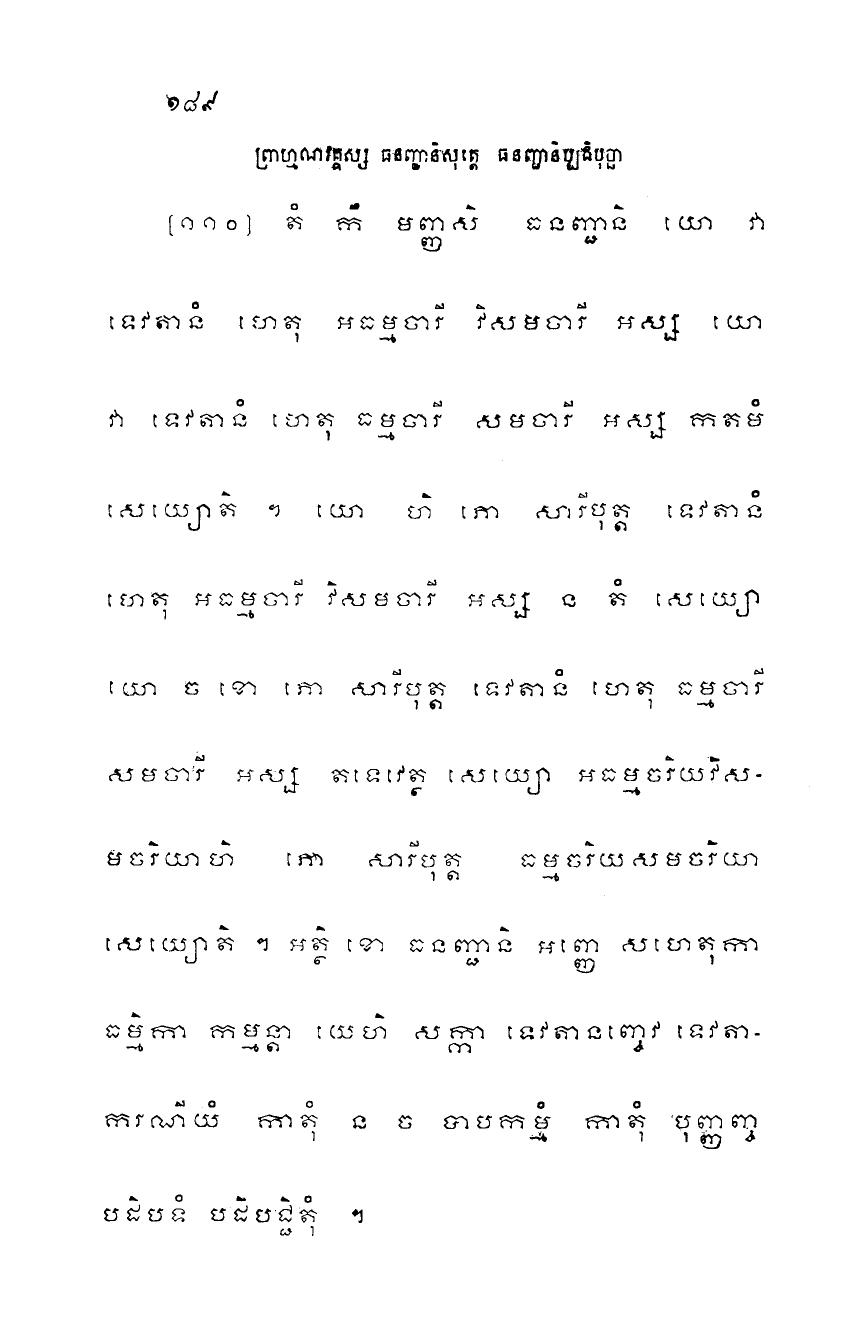 ១៨៩
ព្រាហ្មណវគ្គស្ស ធនញ្ជានិសុត្តេ ធនញ្ជានិប្បដិបុច្ឆា
[១១០] តំ កឹ មញ្ញសិ ធនញ្ជានិ យោ វា
ទេវតានំ ហេតុ អធម្មចារី វិសមចារី អស្ស យោ
វា ទេវតានំ ហេតុ ធម្មចារី សមចារី អស្ស កតមំ
សេយ្យោតិ ។ យោ ហិ ភោ សារីបុត្ត ទេវតានំ
ហេតុ អធម្មចារី វិសមចារី អស្ស ន តំ សេយ្យោ
យោ ច ខោ ភោ សារីបុត្ត ទេវតានំ ហេតុ ធម្មចារី
សមចារី អស្ស តទេវេត្ថ សេយ្យោ អធម្មចរិយវិស-
មចរិយាហិ ភោ សារីបុត្ត ធម្មចរិយសមចរិយា
សេយ្យោតិ ។ អត្ថិ ខោ ធនញ្ជានិ អញ្ញេ សហេតុកា
ធម្មិកា កម្មន្តា យេហិ សក្កា ទេវតានញ្ចេវ ទេវតា-
ករណីយំ កាតុំ ន ច បាបកម្មំ កាតុំ បុញ្ញញ្ច
បដិបទំ បដិបជ្ជិតុំ ។